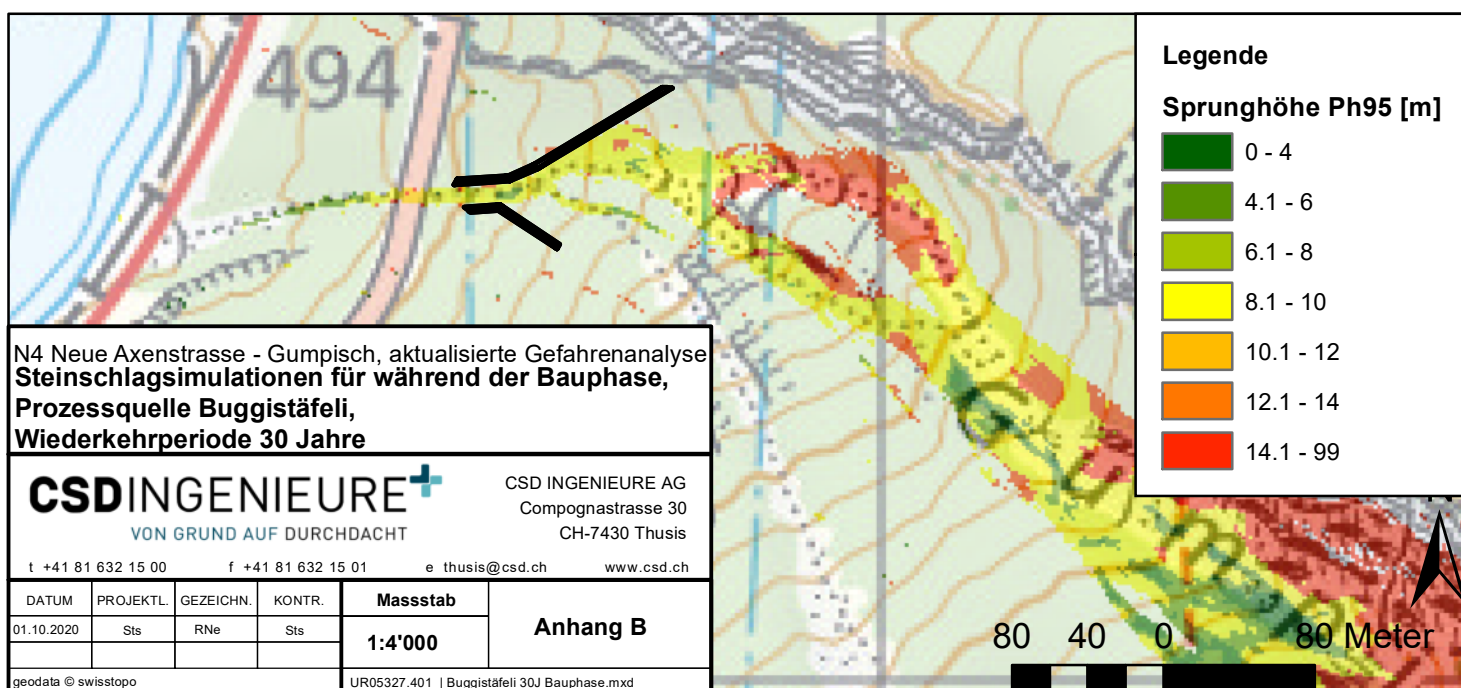 494
Legende
Sprunghöhe Ph95 [m]
0 - 4
4.1 - 6
6.1 - 8
8.1 - 10
10.1 - 12
12.1 - 14
14.1 - 99
N4 Neue Axenstrasse - Gumpisch, aktualisierte Gefahrenanalyse
Steinschlagsimulationen für während der Bauphase,
Prozessquelle Buggistäfeli,
Wiederkehrperiode 30 Jahre
CSDINGENIEURE
VON GRUND AUF DURCHDACHT
CSD INGENIEURE AG
Compognastrasse 30
CH-7430 Thusis
t +41 81 632 15 00 f +41 81 632 15 01 e thusis@csd.ch www.csd.ch
DATUM PROJEKTL. GEZEICHN. KONTR.
01.10.2020 Sts RNe Sts
Massstab
1:4'000
Anhang B
geodata © swisstopo
UR05327.401 | Buggistäfeli 30J Bauphase.mxd
80 40 0 80 Meter